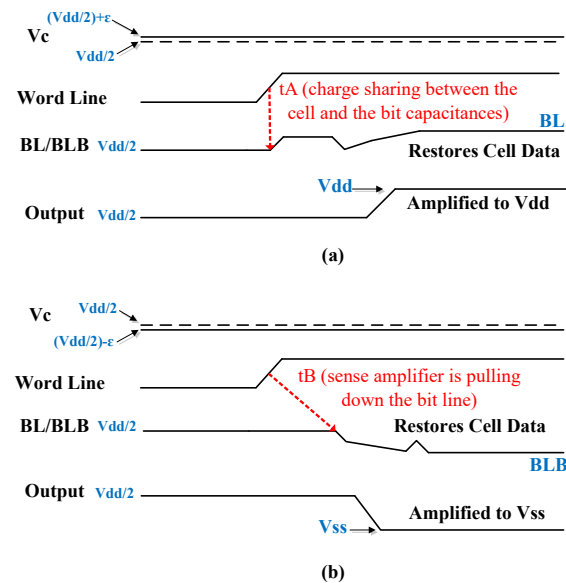 (Vdd/2)+ε
Vc
Vdd/2
Word Line
tA (charge sharing between the
cell and the bit capacitances)
BL
BL/BLB Vdd/2
Restores Cell Data
Vdd
Output Vdd/2
Amplified to Vdd
(a)
Vdd/2
Vc
(Vdd/2)-ε
Word Line
tB (sense amplifier is pulling
down the bit line)
BL/BLB Vdd/2
Restores Cell Data
BLB
Output Vdd/2
Amplified to Vss
Vss
(b)